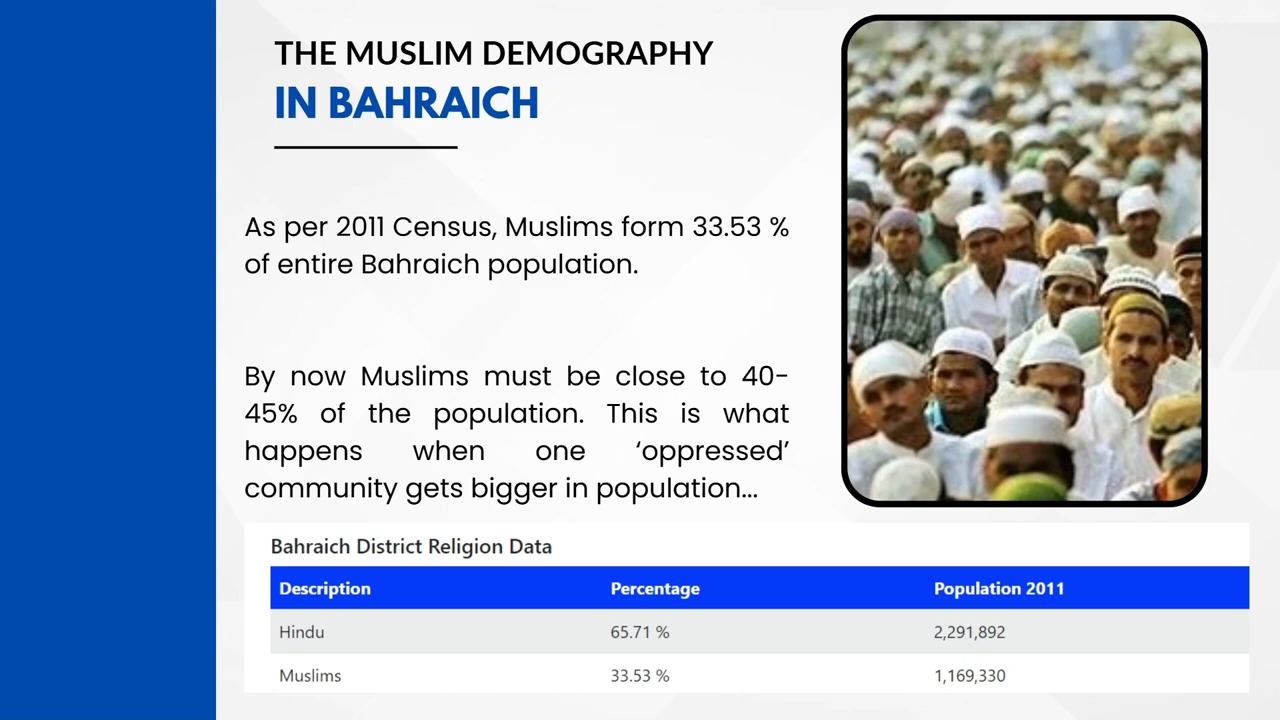 THE MUSLIM DEMOGRAPHY
IN BAHRAICH
As per 2011 Census, Muslims form 33.53 %
of entire Bahraich population.
By now Muslims must be close to 40-
45% of the population. This is what
happens when one ‘oppressed’
community gets bigger in population...
Bahraich District Religion Data
Description Percentage Population 2011
Hindu 65.71 % 2,291,892
Muslims 33.53 % 1,169,330